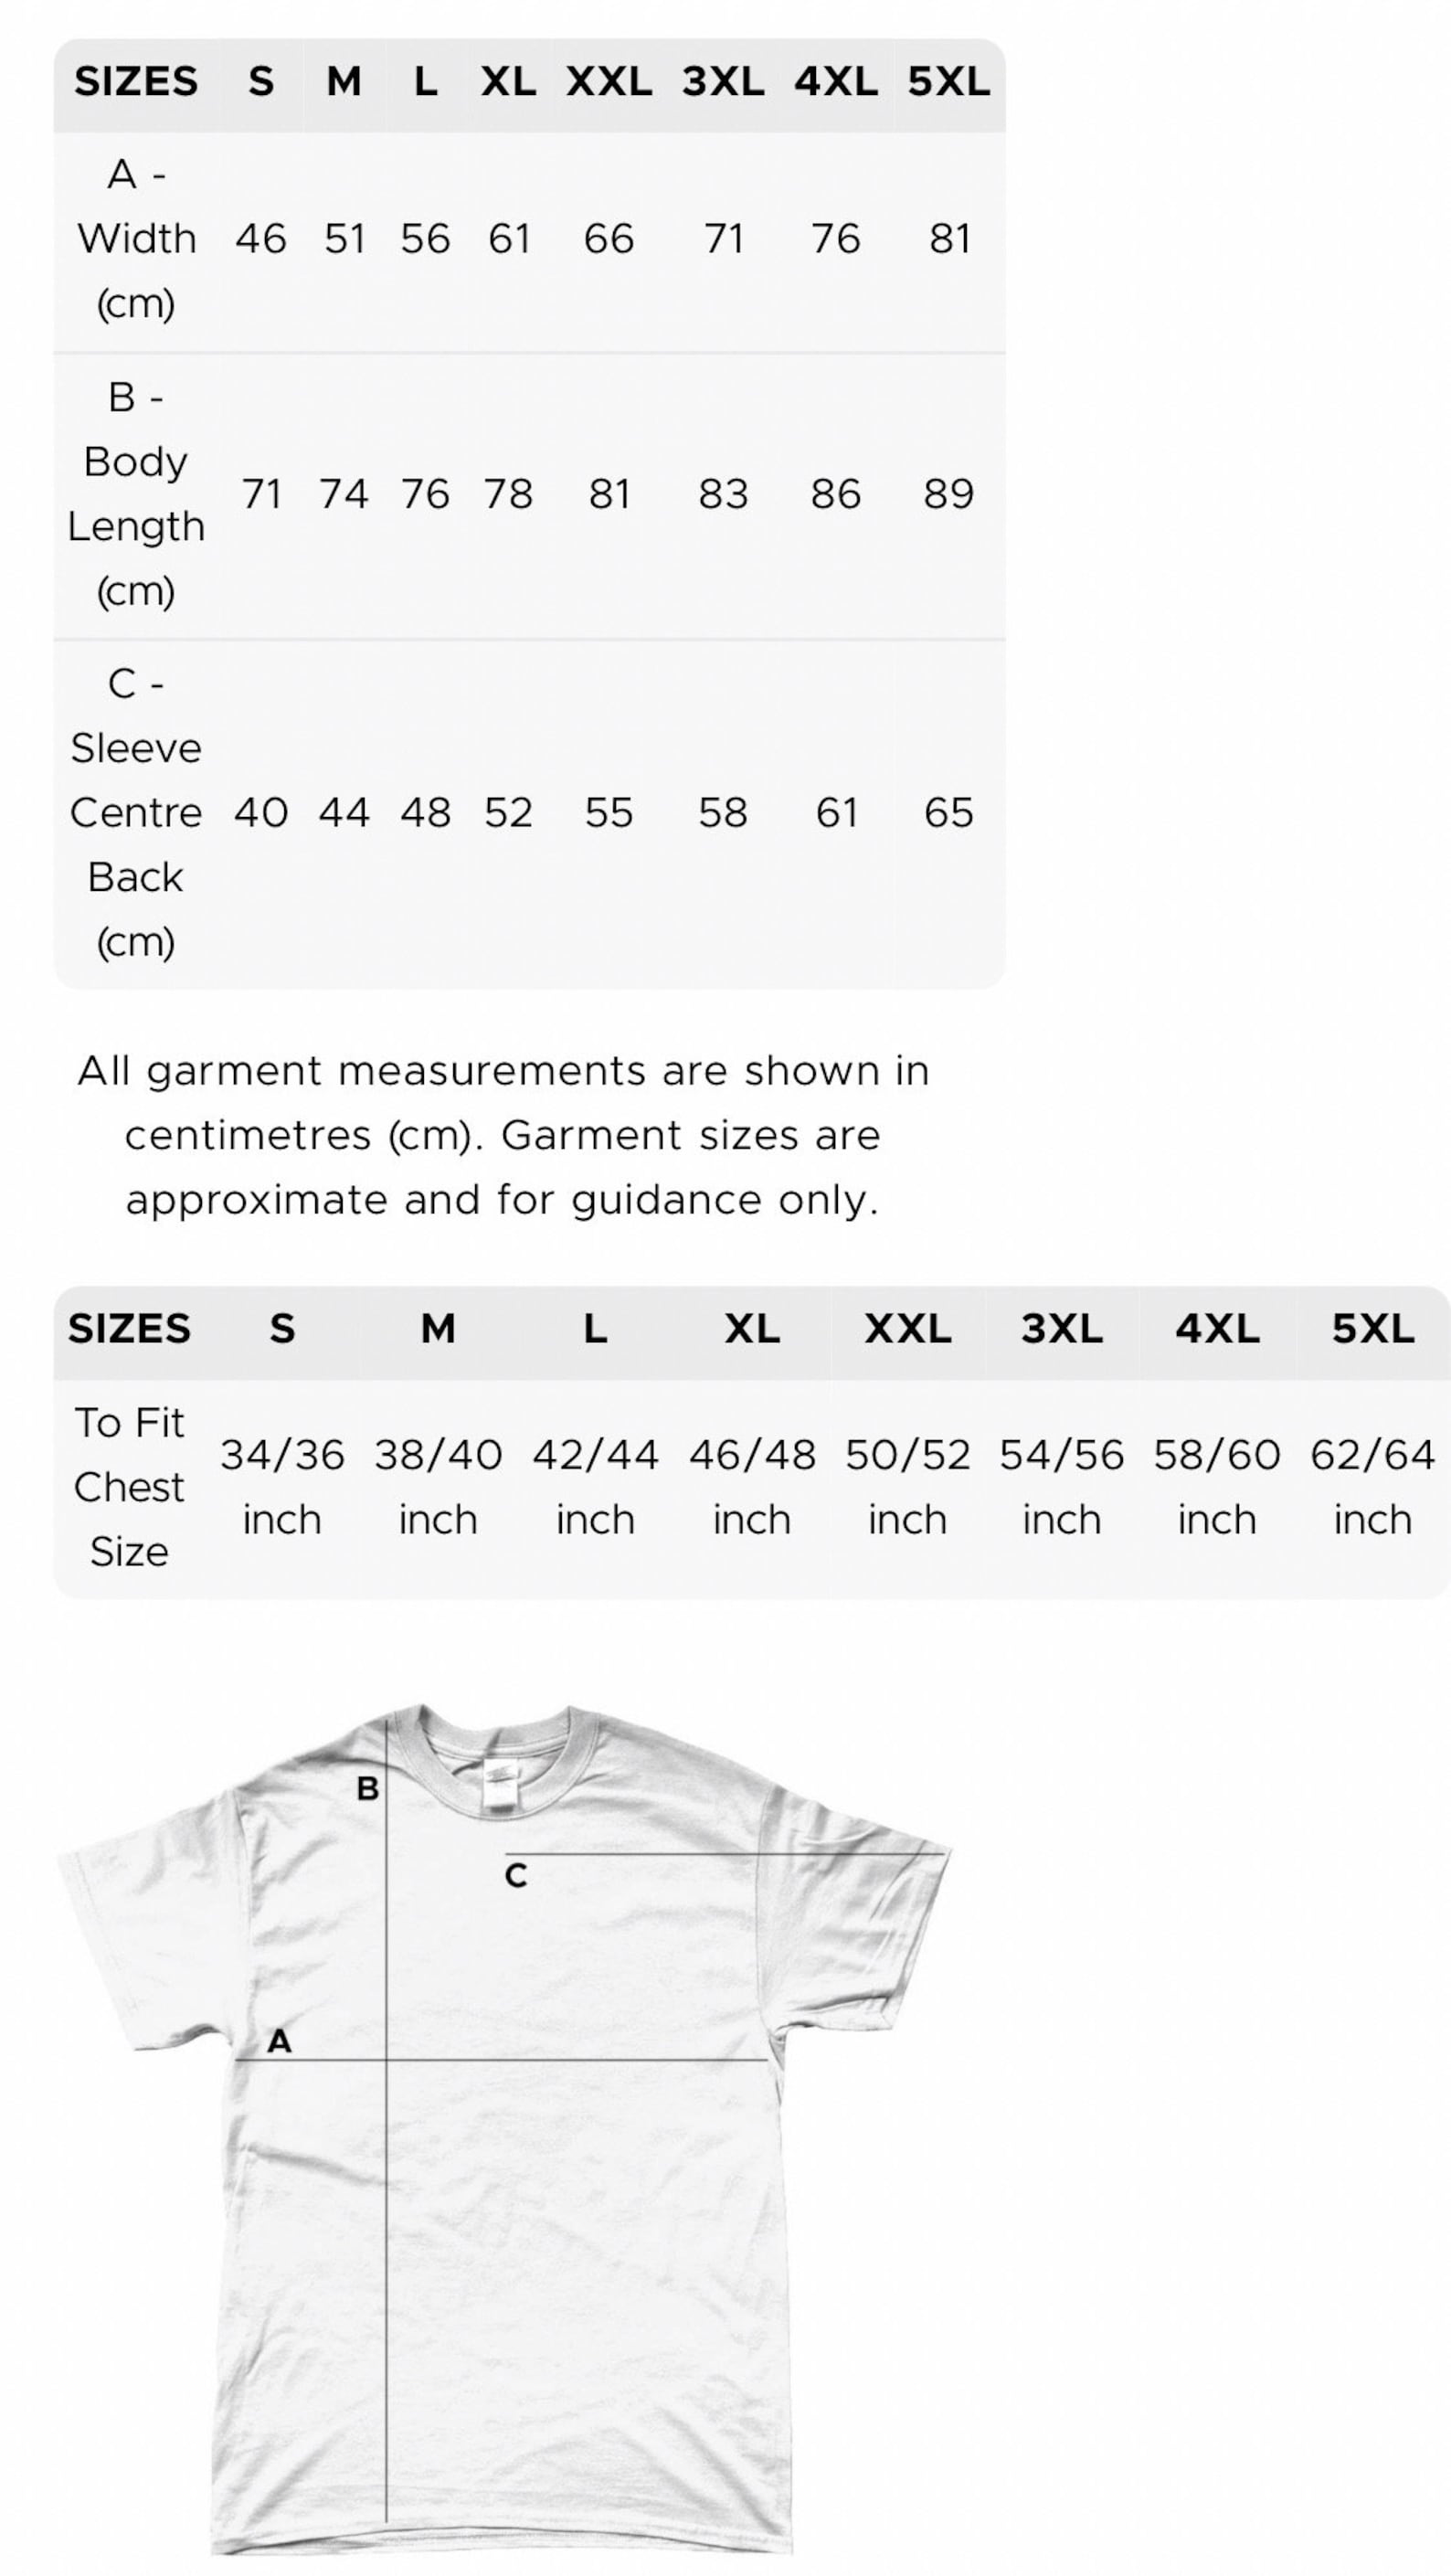 SIZES S M L XL XXL 3XL 4XL 5XL
A -
Width 46 51 56 61 66 71 76 81
(cm)
B -
Body
Length 71 74 76 78 81 83 86 89
(cm)
C -
Sleeve
Centre 40 44 48 52 55 58 61 65
Back
(cm)
All garment measurements are shown in
centimetres (cm). Garment sizes are
approximate and for guidance only.
SIZES S M L XL XXL 3XL 4XL 5XL
To Fit
34/36 38/40 42/44 46/48 50/52 54/56 58/60 62/64
Chest
inch inch inch inch inch inch inch inch
Size
B
C
A